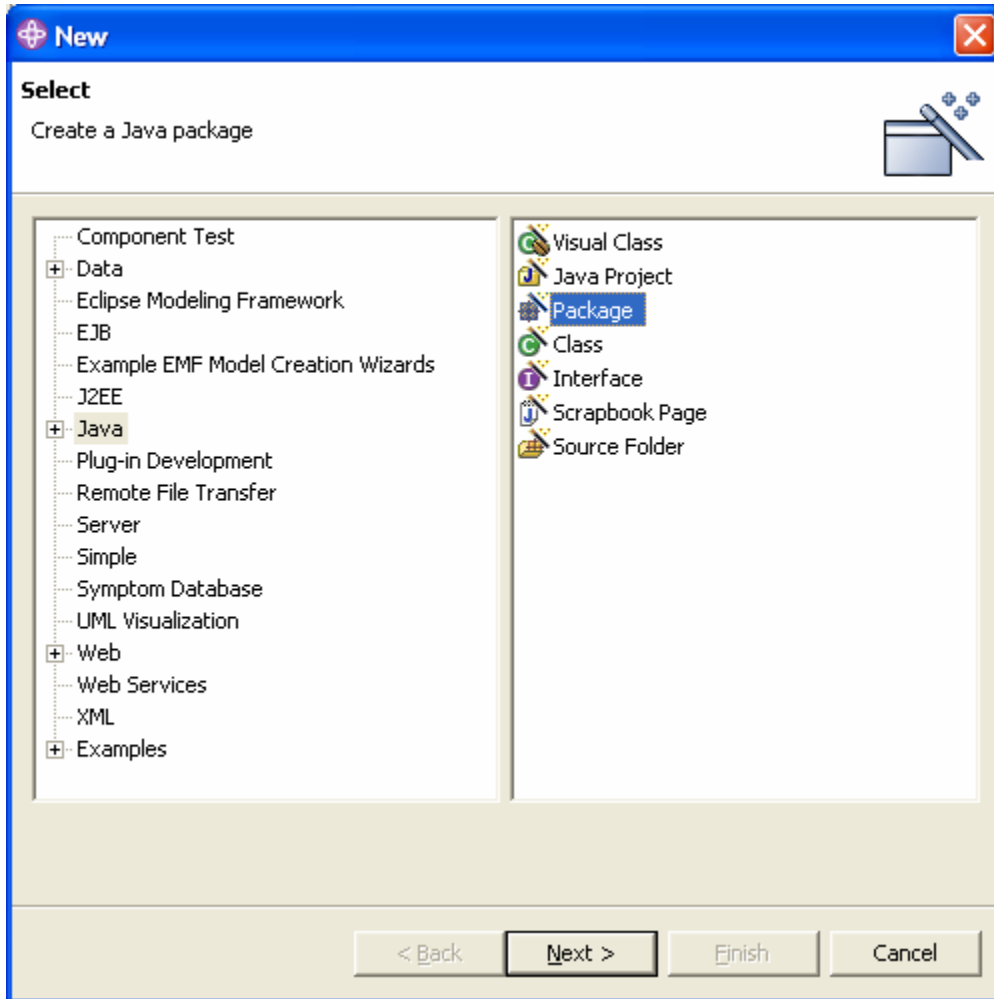 New
Select
Create a Java package
Component Test
Data
Eclipse Modeling Framework
EJB
Example EMF Model Creation Wizards
J2EE
Java
Plug-in Development
Remote File Transfer
Server
Simple
Symptom Database
UML Visualization
Web
Web Services
XML
Examples
Visual Class
Java Project
Package
Class
Interface
Scrapbook Page
Source Folder
< Back
Next >
Finish
Cancel